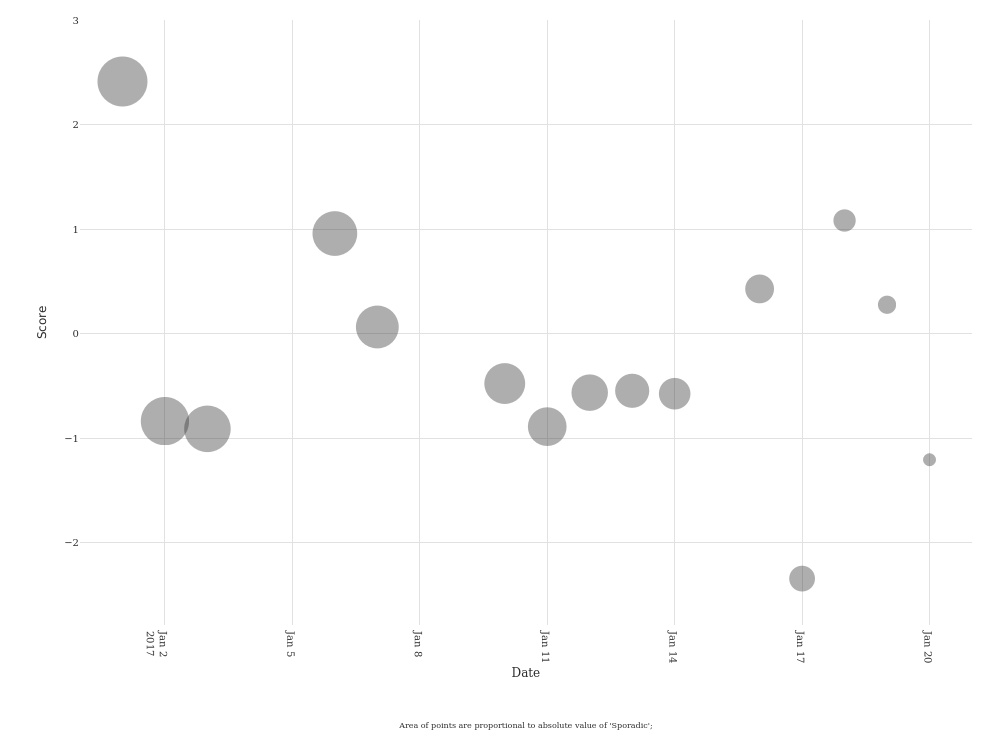 3
2
1
0
−1
−2
Score
Jan 2
2017
Jan 5
Jan 8
Jan 11
Jan 14
Jan 17
Jan 20
Date
Area of points are proportional to absolute value of 'Sporadic';